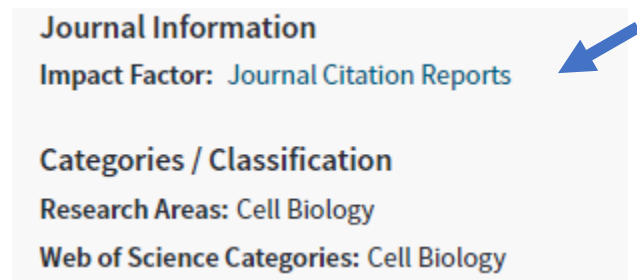 Journal Information
Impact Factor: Journal Citation Reports
Categories / Classification
Research Areas: Cell Biology
Web of Science Categories: Cell Biology